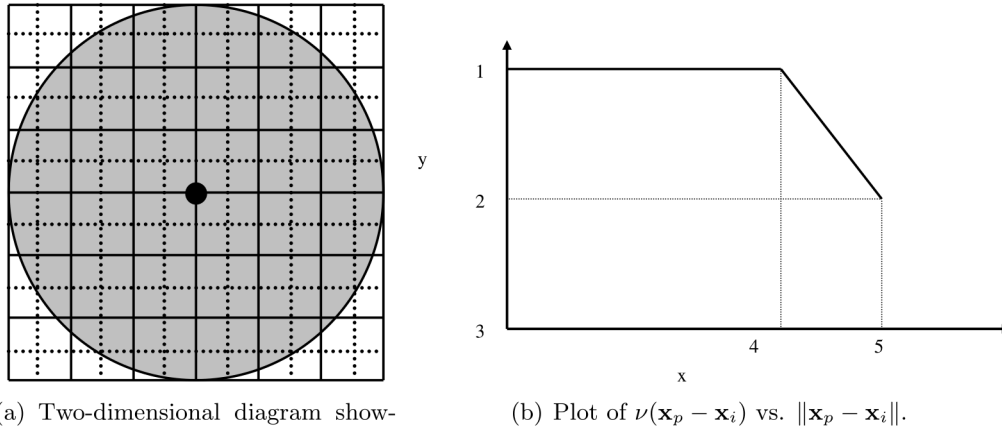 1
y
2
3
4 5
x
(a) Two-dimensional diagram show-
(b) Plot of ν(x_p − x_i) vs. ‖x_p − x_i‖.